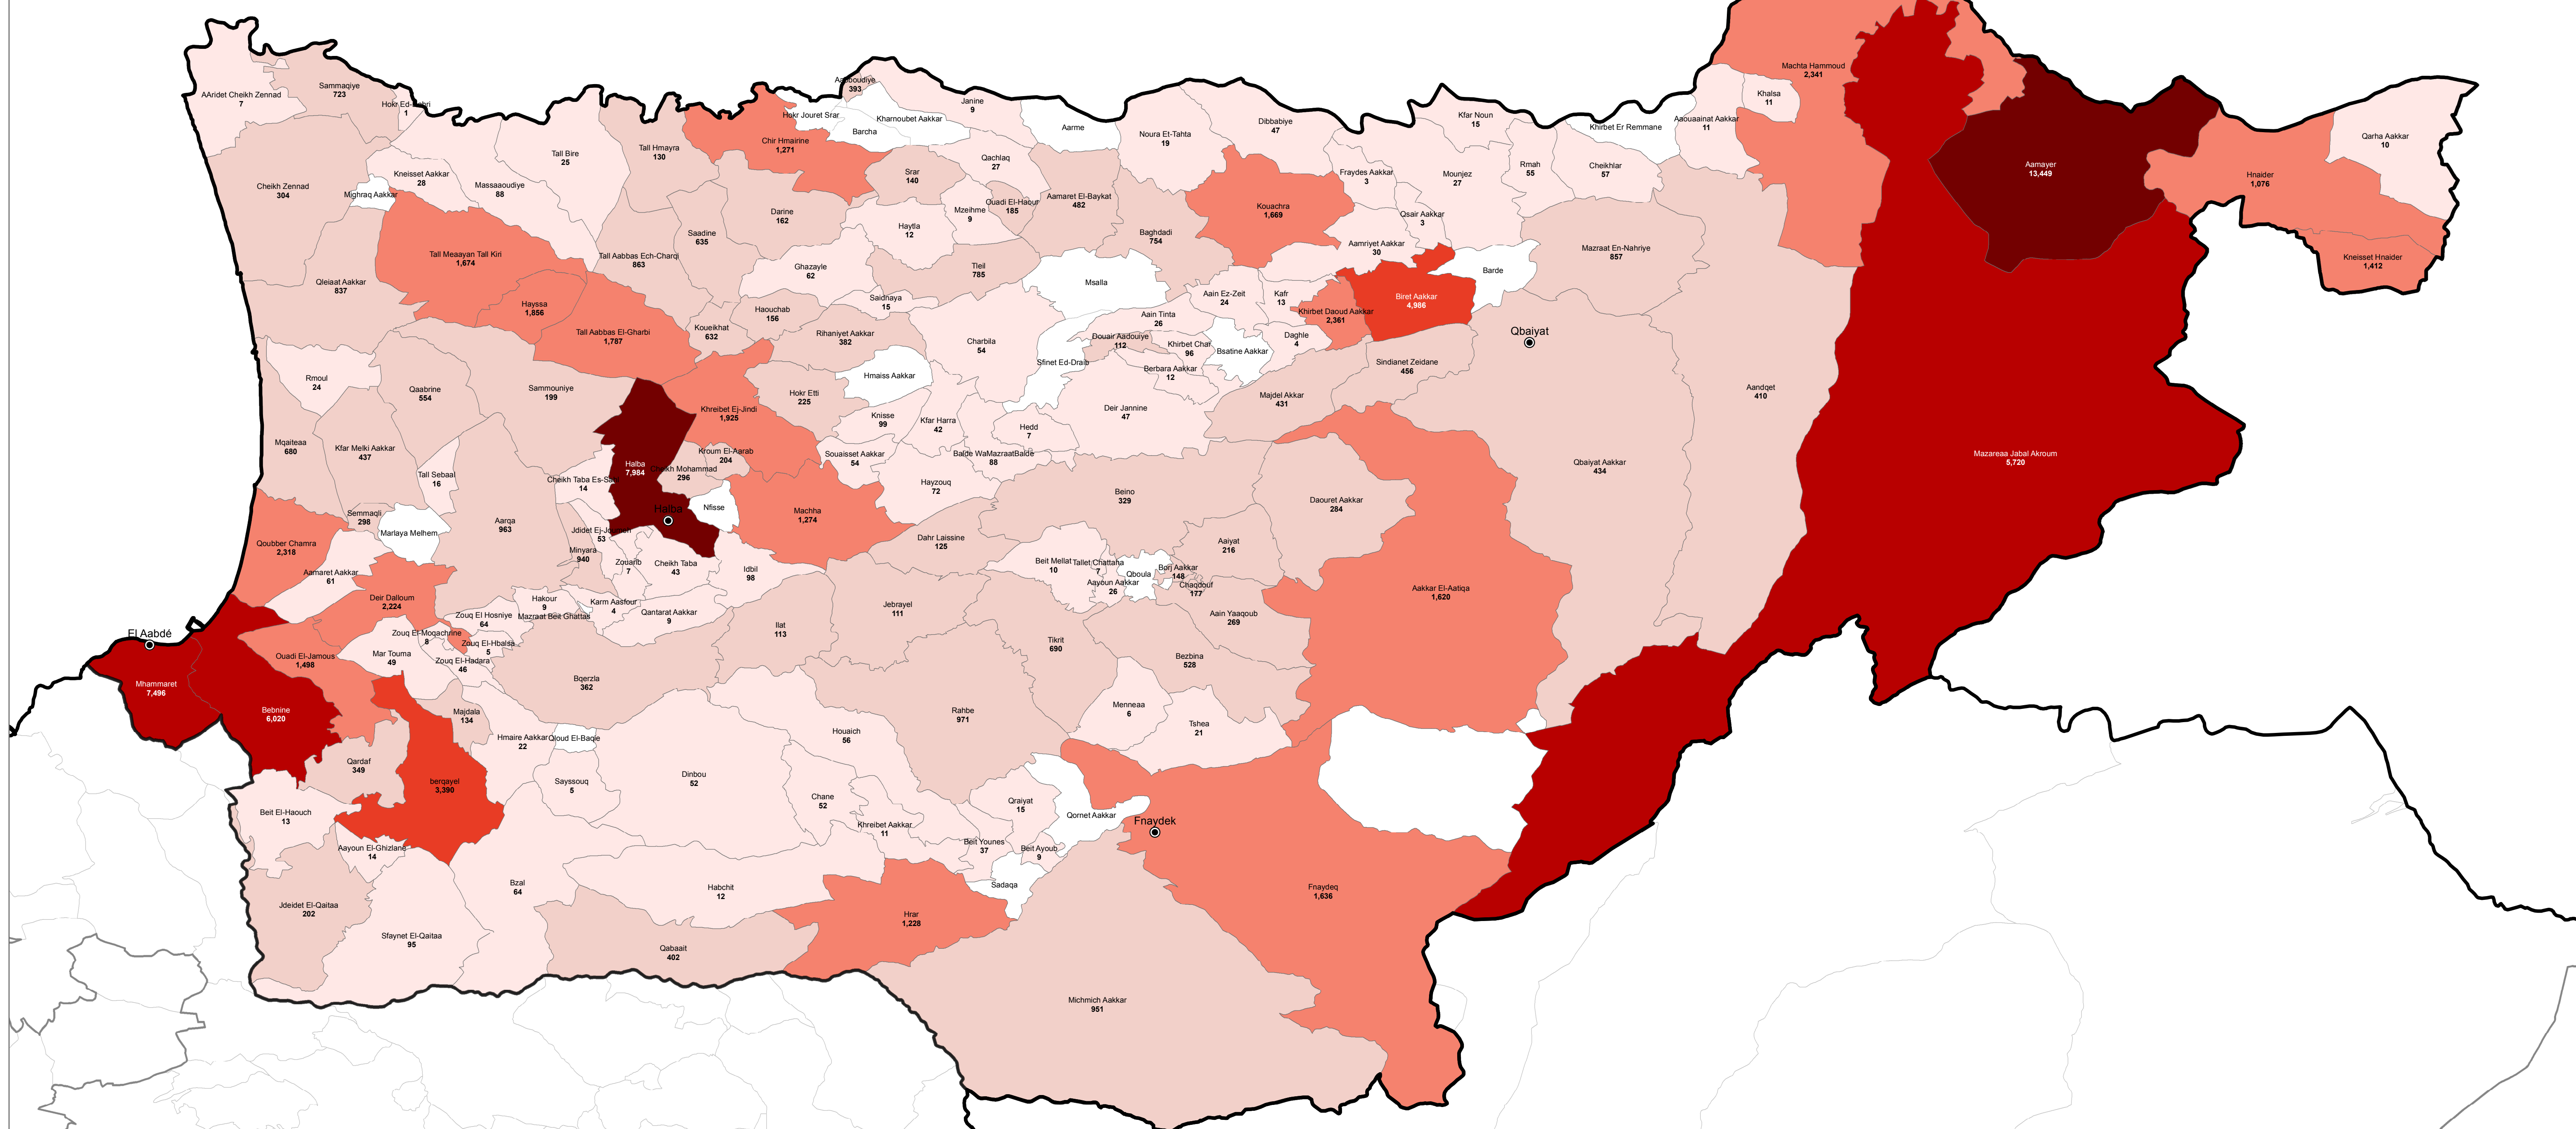 Machta Hammoud
2,341
Sammaqiye
723
AAridet Cheikh Zennad
7
Hokr Ed-Dahri
1
Aabboudiye
393
Janine
9
Hokr Jouret Srar
Kharnoubet Aakkar
Barcha
Aarme
Dibbabiye
47
Kfar Noun
15
Khirbet Er Remmane
Aaouaainat Aakkar
11
Khalsa
11
Qarha Aakkar
10
Tall Bire
25
Tall Hmayra
130
Chir Hmairine
1,271
Noura Et-Tahta
19
Qachlaq
27
Srar
140
Fraydes Aakkar
3
Mounjez
27
Rmah
55
Cheikhlar
57
Aamayer
13,449
Hnaider
1,076
Cheikh Zennad
304
Kneisset Aakkar
28
Mighraq Aakkar
Massaaoudiye
88
Darine
162
Mzeihme
9
Ouadi El-Haour
185
Aamaret El-Baykat
482
Kouachra
1,669
Qsair Aakkar
3
Haytla
12
Saadine
635
Baghdadi
754
Aamriyet Aakkar
30
Mazraat En-Nahriye
857
Tall Meaayan Tall Kiri
1,674
Tall Aabbas Ech-Charqi
863
Ghazayle
62
Tleil
785
Msalla
Barde
Kneisset Hnaider
1,412
Qleiaat Aakkar
837
Hayssa
1,856
Saidnaya
15
Aain Ez-Zeit
24
Kafr
13
Biret Aakkar
4,986
Khirbet Daoud Aakkar
2,361
Haouchab
156
Aain Tinta
26
Tall Aabbas El-Gharbi
1,787
Koueikhat
632
Rihaniyet Aakkar
382
Charbila
54
Douair Aadouiye
112
Khirbet Char
96
Bsatine Aakkar
Daghle
4
Qbaiyat
Sfinet Ed-Draib
Berbara Aakkar
12
Sindianet Zeidane
456
Rmoul
24
Qaabrine
554
Sammouniye
199
Hmaiss Aakkar
Hokr Etti
225
Majdel Akkar
431
Aandqet
410
Khreibet Ej-Jindi
1,925
Knisse
99
Kfar Harra
42
Hedd
7
Deir Jannine
47
Mqaiteaa
680
Kfar Melki Aakkar
437
Kroum El-Aarab
204
Souaisset Aakkar
54
Balde WaMazraatBalde
88
Mazareaa Jabal Akroum
5,720
Halba
7,984
Cheikh Mohammad
296
Qbaiyat Aakkar
434
Tall Sebaal
16
Cheikh Taba Es-Sahl
14
Hayzouq
72
Beino
329
Daouret Aakkar
284
Halba
Nfisse
Machha
1,274
Semmaqli
298
Marlaya Melhem
Aarqa
963
Jdidet Ej-Joumeh
53
Dahr Laissine
125
Aaiyat
216
Qoubber Chamra
2,318
Minyara
940
Zouarib
7
Cheikh Taba
43
Idbil
98
Beit Mellat
10
Tallet Chattaha
7
Qboula
Borj Aakkar
148
Aayoun Aakkar
26
Chaqdouf
177
Aamaret Aakkar
61
Aakkar El-Aatiqa
1,620
Deir Dalloum
2,224
Hakour
9
Karm Aasfour
4
Jebrayel
111
Zouq El Hosniye
64
Mazraat Beit Ghattas
Qantarat Aakkar
9
Aain Yaaqoub
269
El Aabdé
Zouq El-Moqachrine
8
Zouq El-Hbalsa
5
Ilat
113
Tikrit
690
Ouadi El-Jamous
1,498
Mar Touma
49
Zouq El-Hadara
46
Bezbina
528
Mhammaret
7,496
Bqerzla
362
Bebnine
6,020
Majdala
134
Rahbe
971
Menneaa
6
Tshea
21
Hmaire Aakkar
22
Qloud El-Baqie
Houaich
56
Qardaf
349
berqayel
3,390
Sayssouq
5
Dinbou
52
Chane
52
Qraiyat
15
Beit El-Haouch
13
Qornet Aakkar
Fnaydek
Khreibet Aakkar
11
Aayoun El-Ghizlane
14
Beit Younes
37
Beit Ayoub
9
Bzal
64
Habchit
12
Sadaqa
Fnaydeq
1,636
Jdeidet El-Qaitaa
202
Hrar
1,228
Sfaynet El-Qaitaa
95
Qabaait
402
Michmich Aakkar
951